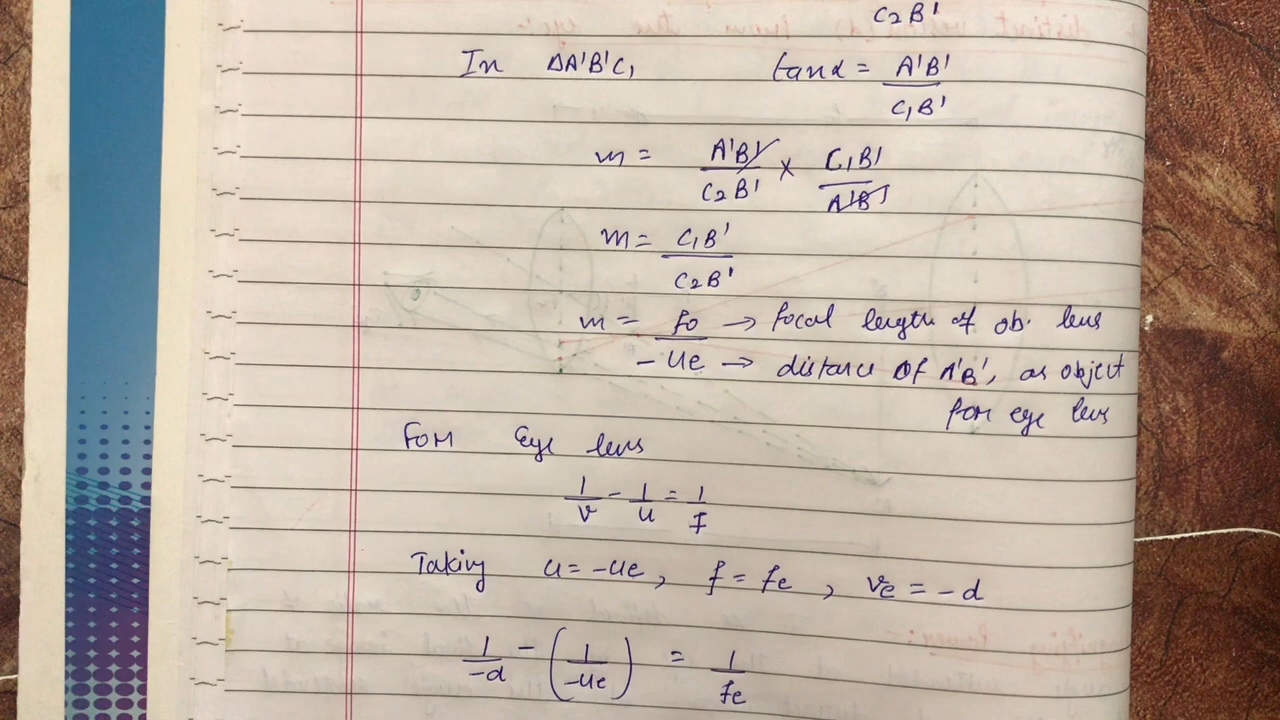 C2B'
In ΔA'B'C1 tanα = A'B' / C1B'
m = A'B' / C2B' × C1B' / A'B'
m = C1B' / C2B'
m = fo → focal length of ob. lens
-ue → distance of A'B', as object
for eye lens
For Eye lens
1/v - 1/u = 1/f
Taking u = -ue, f = fe, ve = -d
1/-d - (1/-ue) = 1/fe